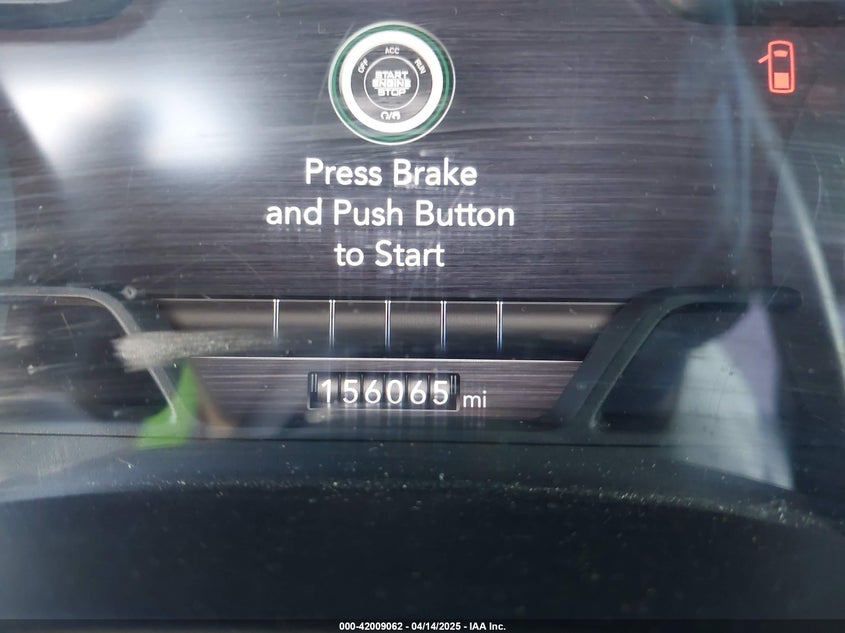 OFF ACC RUN
START
ENGINE
STOP
Press Brake
and Push Button
to Start
156065 mi
000-42009062 - 04/14/2025 - IAA Inc.